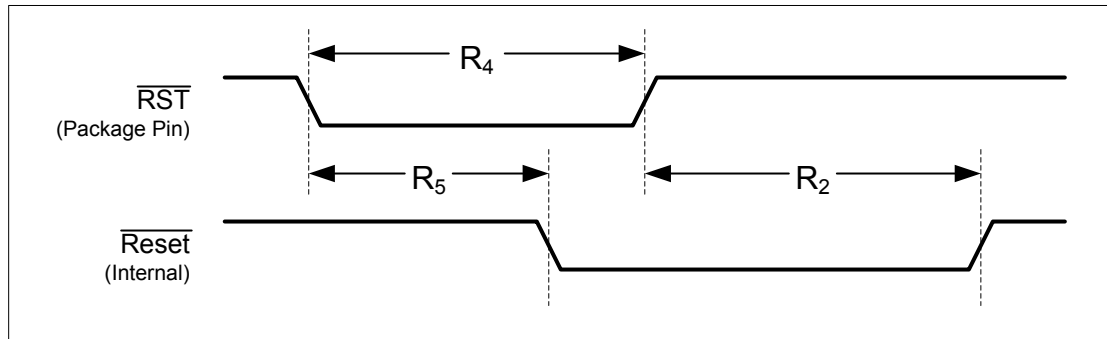 R₄
RST
(Package Pin)
R₅
R₂
Reset
(Internal)